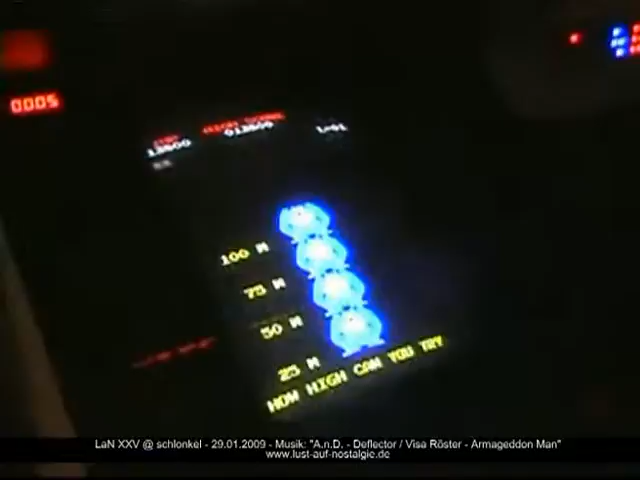 0005
HIGH SCORE
013800
13800
100 M
75 M
50 M
25 M
HOW HIGH CAN YOU TRY
LaN XXV @ schlonkel - 29.01.2009 - Musik: "A.n.D. - Deflector / Visa Röster - Armageddon Man"
www.lust-auf-nostalgie.de